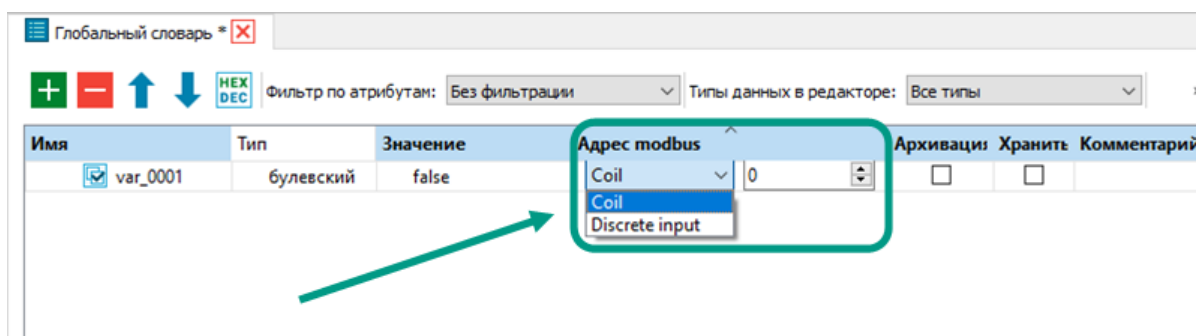 Глобальный словарь *
HEX DEC Фильтр по атрибутам: Без фильтрации Типы данных в редакторе: Все типы
Имя Тип Значение Адрес modbus Архивация Хранить Комментарий
var_0001 булевский false Coil 0
Coil
Discrete input